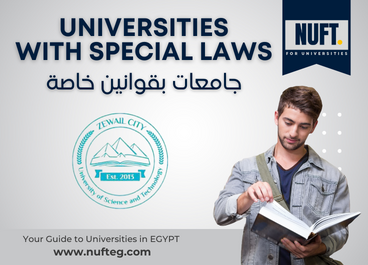 UNIVERSITIES
WITH SPECIAL LAWS
جامعات بقوانين خاصة
NUFT.
FOR UNIVERSITIES
ZEWAIL CITY
Est. 2013
University of Science and Technology
Your Guide to Universities in EGYPT
www.nufteg.com